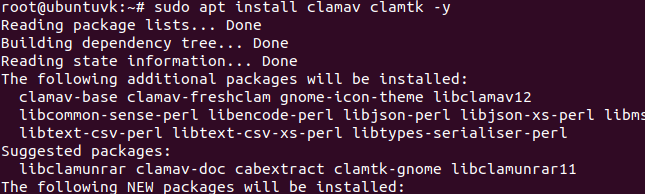 root@ubuntuvk:~# sudo apt install clamav clamtk -y
Reading package lists... Done
Building dependency tree... Done
Reading state information... Done
The following additional packages will be installed:
  clamav-base clamav-freshclam gnome-icon-theme libclamav12
  libcommon-sense-perl libencode-perl libjson-perl libjson-xs-perl libms
  libtext-csv-perl libtext-csv-xs-perl libtypes-serialiser-perl
Suggested packages:
  libclamunrar clamav-doc cabextract clamtk-gnome libclamunrar11
The following NEW packages will be installed: